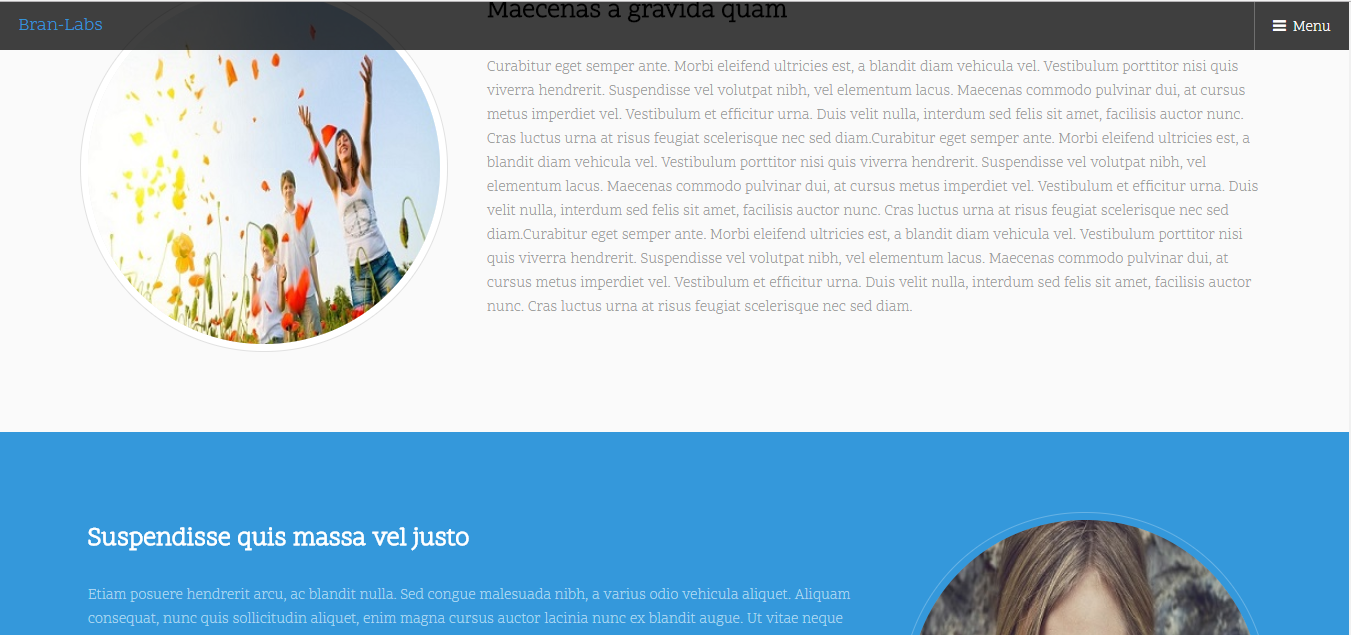 Bran-Labs
Menu
Maecenas a gravida quam
Curabitur eget semper ante. Morbi eleifend ultricies est, a blandit diam vehicula vel. Vestibulum porttitor nisi quis
viverra hendrerit. Suspendisse vel volutpat nibh, vel elementum lacus. Maecenas commodo pulvinar dui, at cursus
metus imperdiet vel. Vestibulum et efficitur urna. Duis velit nulla, interdum sed felis sit amet, facilisis auctor nunc.
Cras luctus urna at risus feugiat scelerisque nec sed diam.Curabitur eget semper ante. Morbi eleifend ultricies est, a
blandit diam vehicula vel. Vestibulum porttitor nisi quis viverra hendrerit. Suspendisse vel volutpat nibh, vel
elementum lacus. Maecenas commodo pulvinar dui, at cursus metus imperdiet vel. Vestibulum et efficitur urna. Duis
velit nulla, interdum sed felis sit amet, facilisis auctor nunc. Cras luctus urna at risus feugiat scelerisque nec sed
diam.Curabitur eget semper ante. Morbi eleifend ultricies est, a blandit diam vehicula vel. Vestibulum porttitor nisi
quis viverra hendrerit. Suspendisse vel volutpat nibh, vel elementum lacus. Maecenas commodo pulvinar dui, at
cursus metus imperdiet vel. Vestibulum et efficitur urna. Duis velit nulla, interdum sed felis sit amet, facilisis auctor
nunc. Cras luctus urna at risus feugiat scelerisque nec sed diam.
Suspendisse quis massa vel justo
Etiam posuere hendrerit arcu, ac blandit nulla. Sed congue malesuada nibh, a varius odio vehicula aliquet. Aliquam
consequat, nunc quis sollicitudin aliquet, enim magna cursus auctor lacinia nunc ex blandit augue. Ut vitae neque